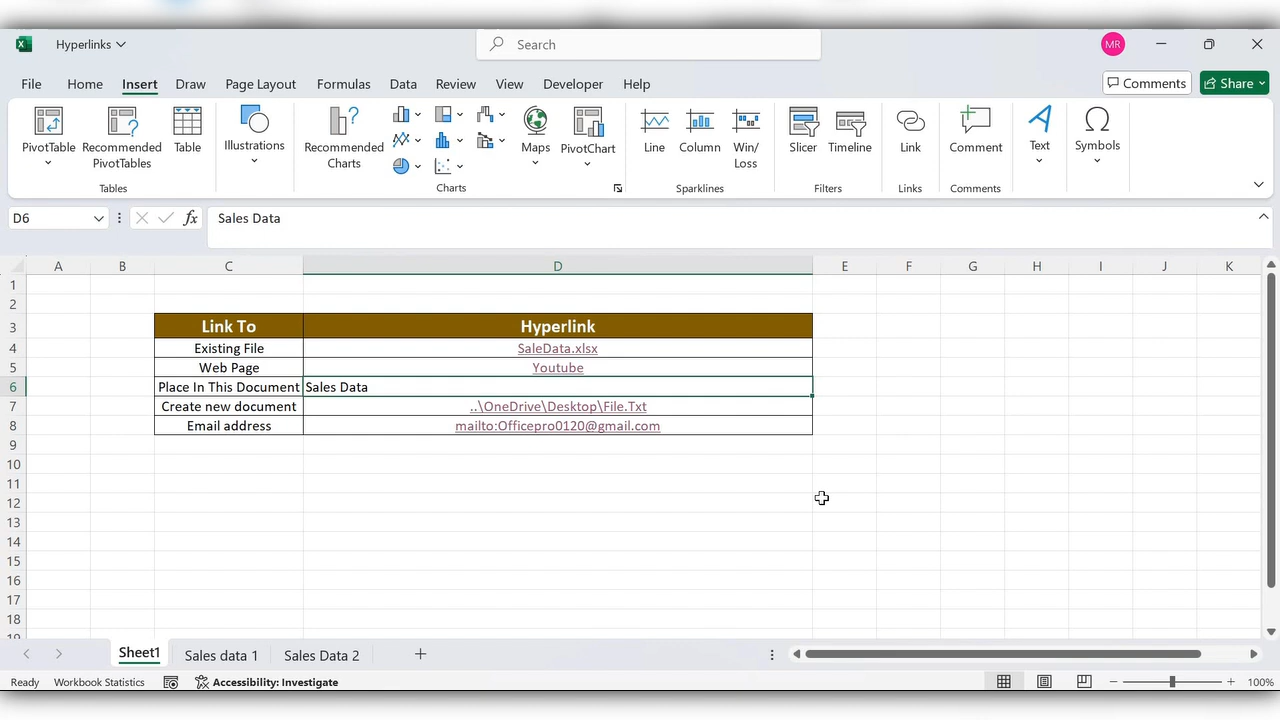 Hyperlinks
Search
MR
File Home Insert Draw Page Layout Formulas Data Review View Developer Help
Comments Share
PivotTable
Recommended
PivotTables
Table
Tables
Illustrations
Recommended
Charts
Maps
PivotChart
Charts
Line
Column
Win/
Loss
Sparklines
Slicer
Timeline
Filters
Link
Links
Comment
Comments
Text
Symbols
D6 fx Sales Data
A B C D E F G H I J K
1
2
3 Link To Hyperlink
4 Existing File SaleData.xlsx
5 Web Page Youtube
6 Place In This Document Sales Data
7 Create new document ..\OneDrive\Desktop\File.Txt
8 Email address mailto:Officepro0120@gmail.com
9
10
11
12
13
14
15
16
17
18
19
Sheet1 Sales data 1 Sales Data 2
Ready Workbook Statistics Accessibility: Investigate 100%